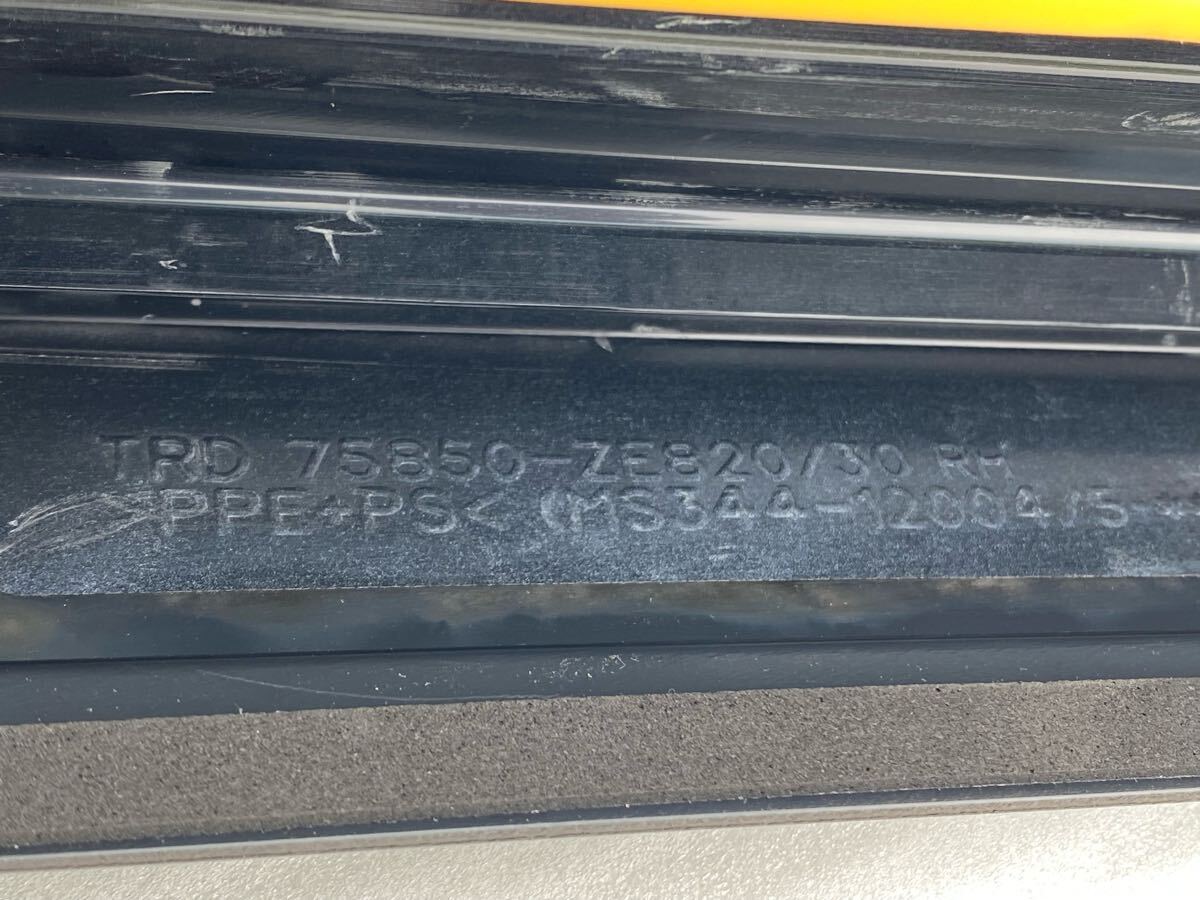 TRD 75850-ZE820/30 RH
>PPE+PS< (MS344-12004/5-*